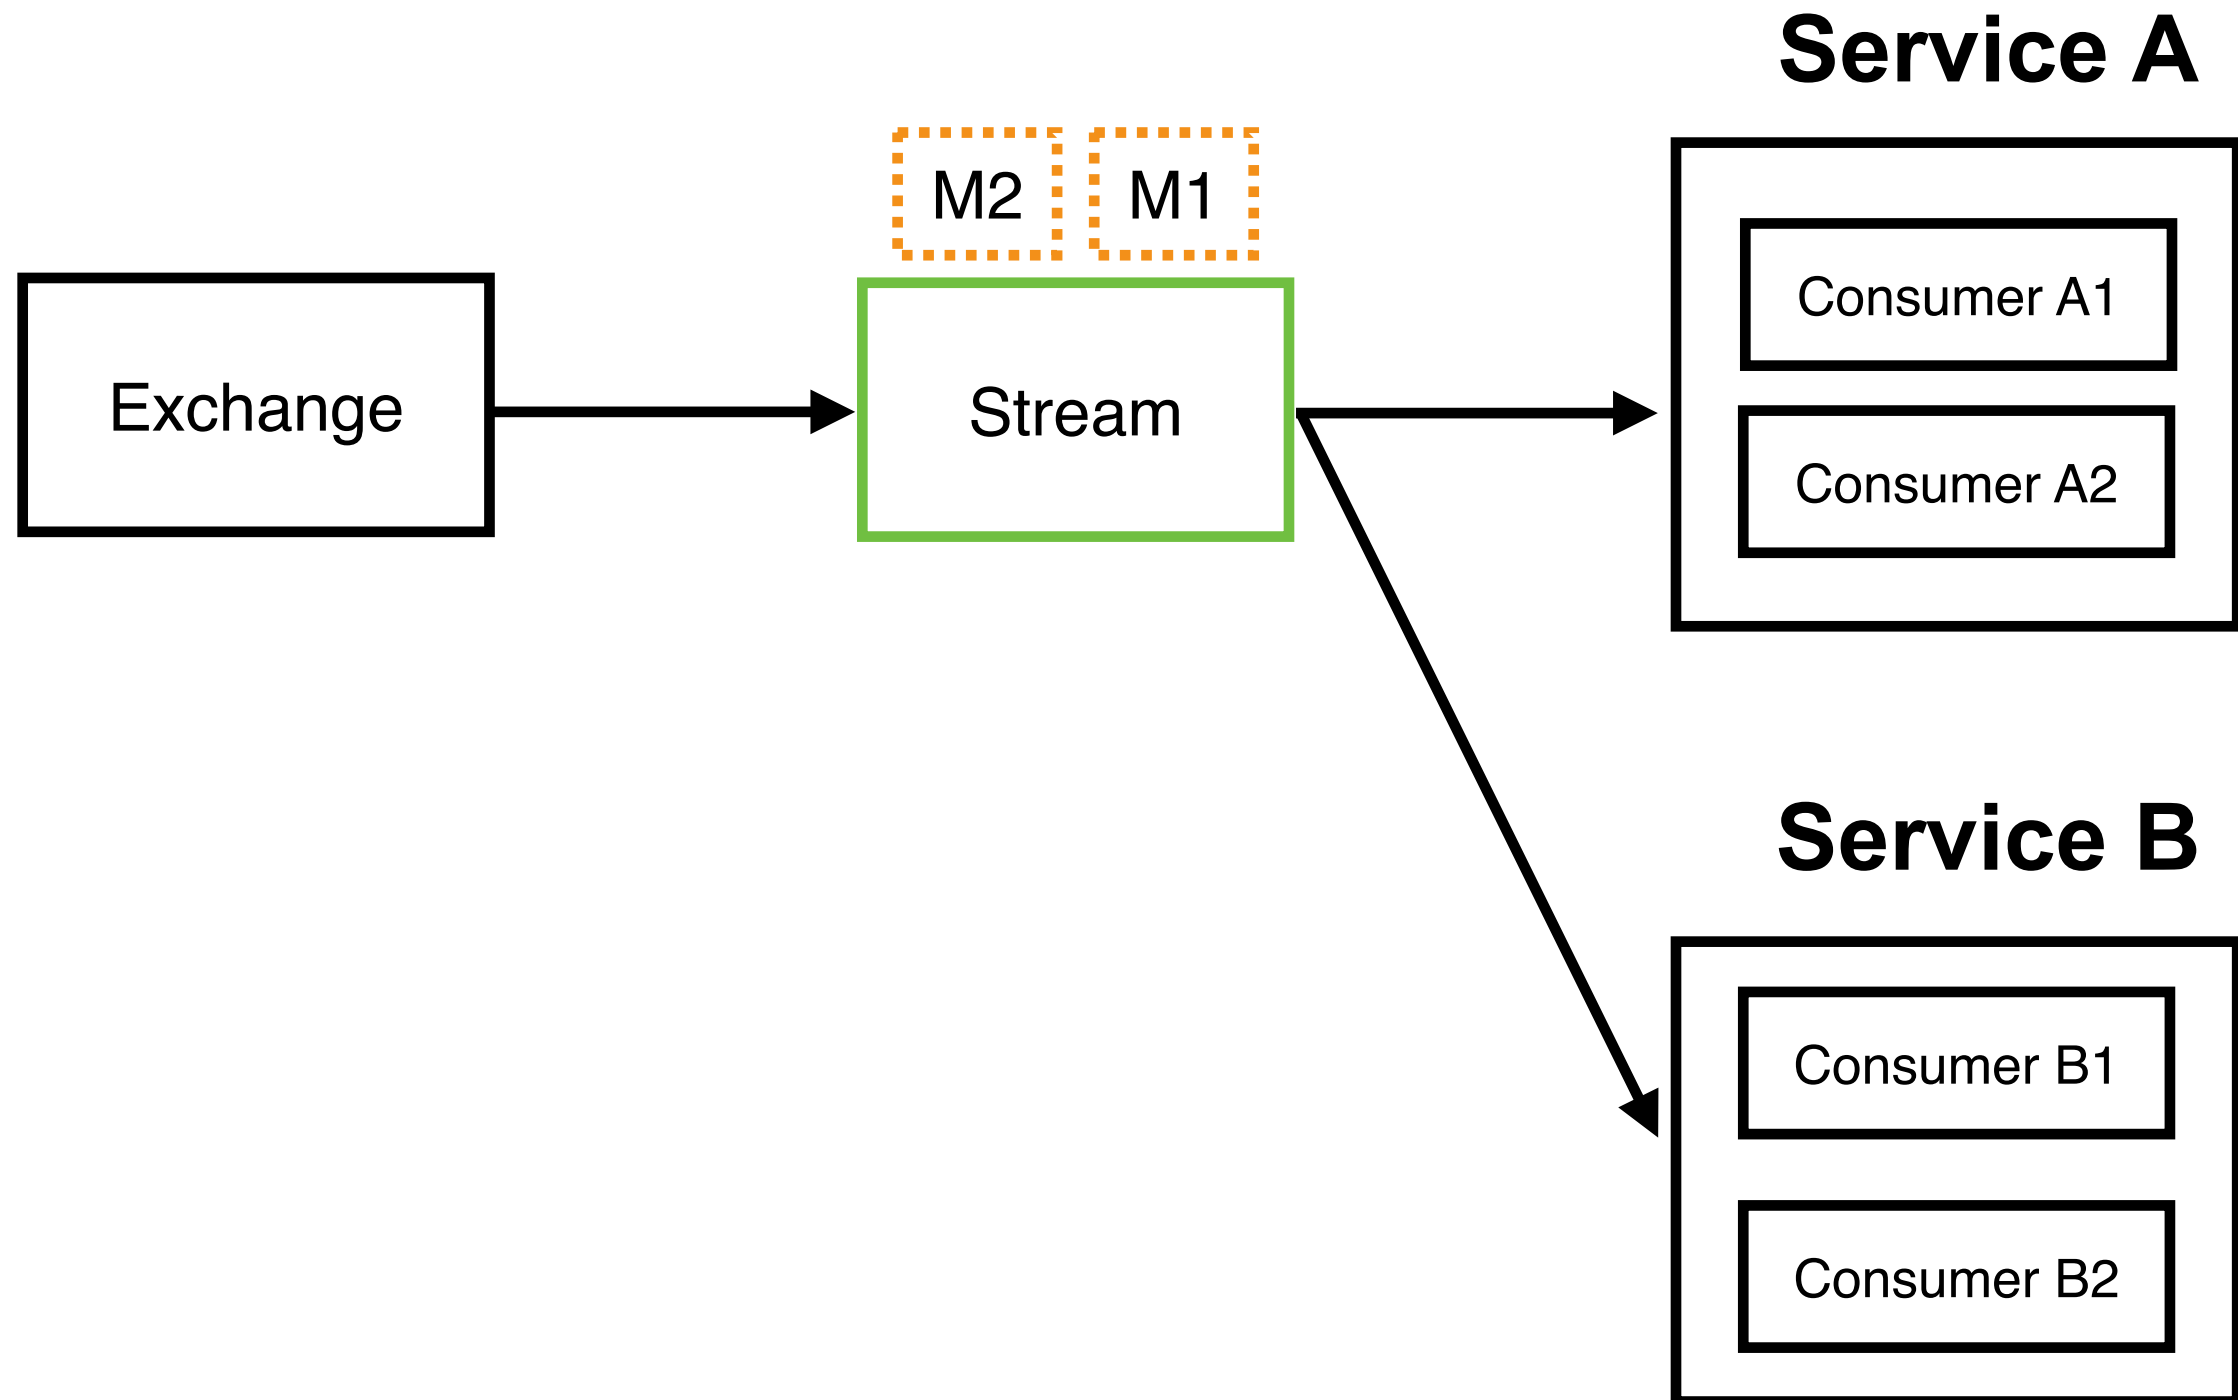 Service A
M2
M1
Consumer A1
Exchange
Stream
Consumer A2
Service B
Consumer B1
Consumer B2